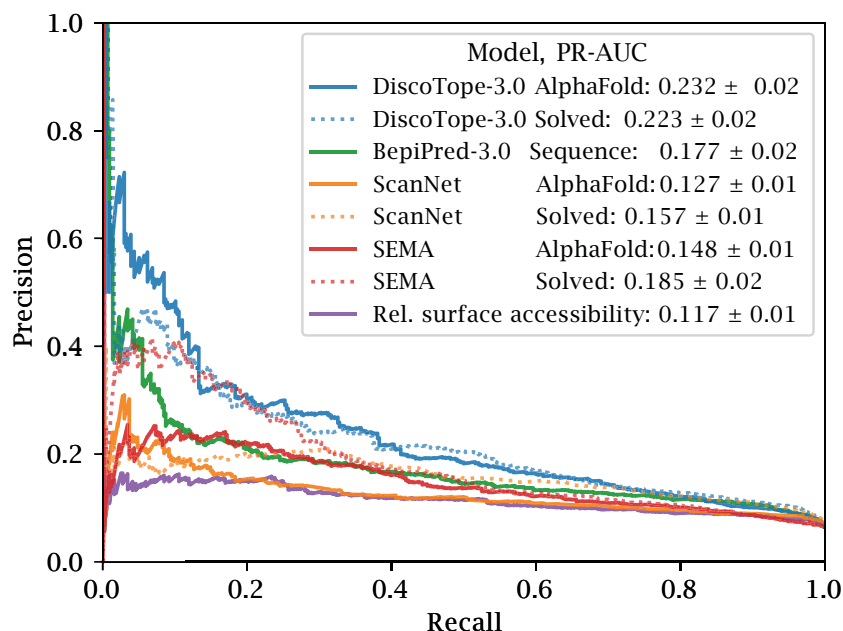 1.0
0.8
0.6
0.4
0.2
0.0
Precision
Model, PR-AUC
DiscoTope-3.0 AlphaFold: 0.232 ± 0.02
DiscoTope-3.0 Solved: 0.223 ± 0.02
BepiPred-3.0 Sequence: 0.177 ± 0.02
ScanNet AlphaFold: 0.127 ± 0.01
ScanNet Solved: 0.157 ± 0.01
SEMA AlphaFold: 0.148 ± 0.01
SEMA Solved: 0.185 ± 0.02
Rel. surface accessibility: 0.117 ± 0.01
0.0 0.2 0.4 0.6 0.8 1.0
Recall